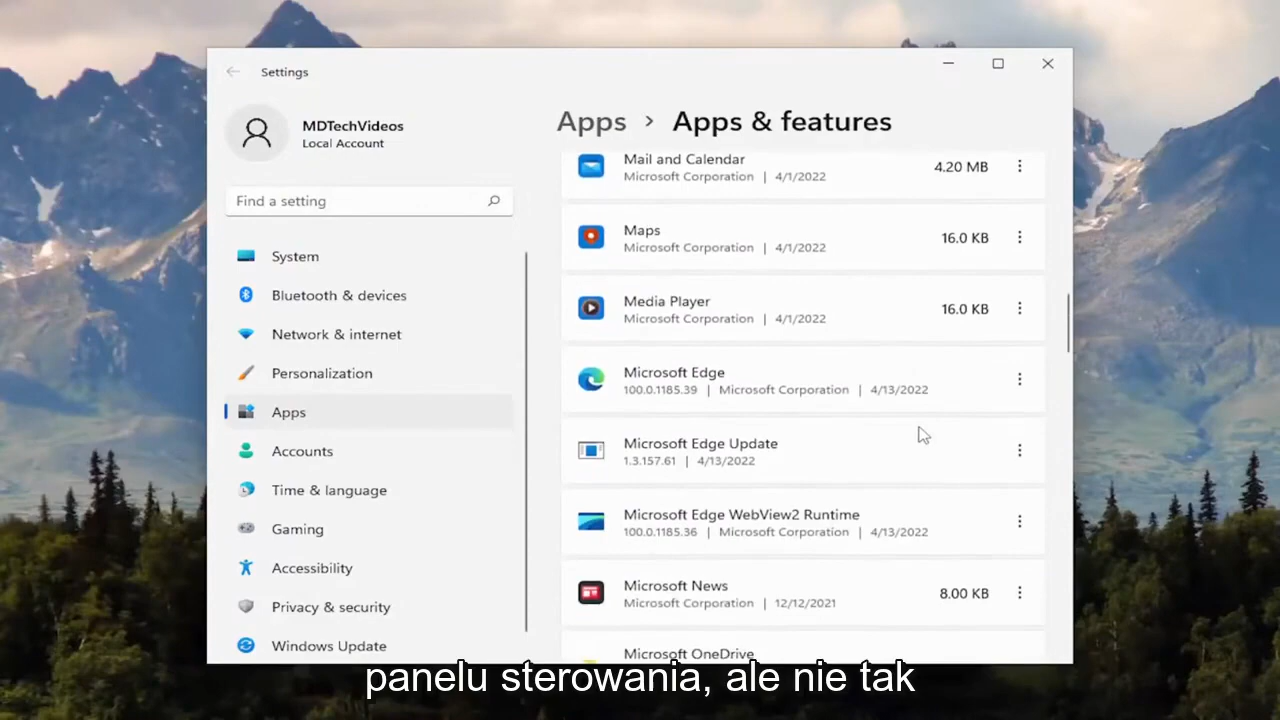 Settings
MDTechVideos
Local Account
Find a setting
System
Bluetooth & devices
Network & internet
Personalization
Apps
Accounts
Time & language
Gaming
Accessibility
Privacy & security
Windows Update
Apps > Apps & features
Mail and Calendar
Microsoft Corporation | 4/1/2022
4.20 MB
Maps
Microsoft Corporation | 4/1/2022
16.0 KB
Media Player
Microsoft Corporation | 4/1/2022
16.0 KB
Microsoft Edge
100.0.1185.39 | Microsoft Corporation | 4/13/2022
Microsoft Edge Update
1.3.157.61 | 4/13/2022
Microsoft Edge WebView2 Runtime
100.0.1185.36 | Microsoft Corporation | 4/13/2022
Microsoft News
Microsoft Corporation | 12/12/2021
8.00 KB
Microsoft OneDrive
panelu sterowania, ale nie tak